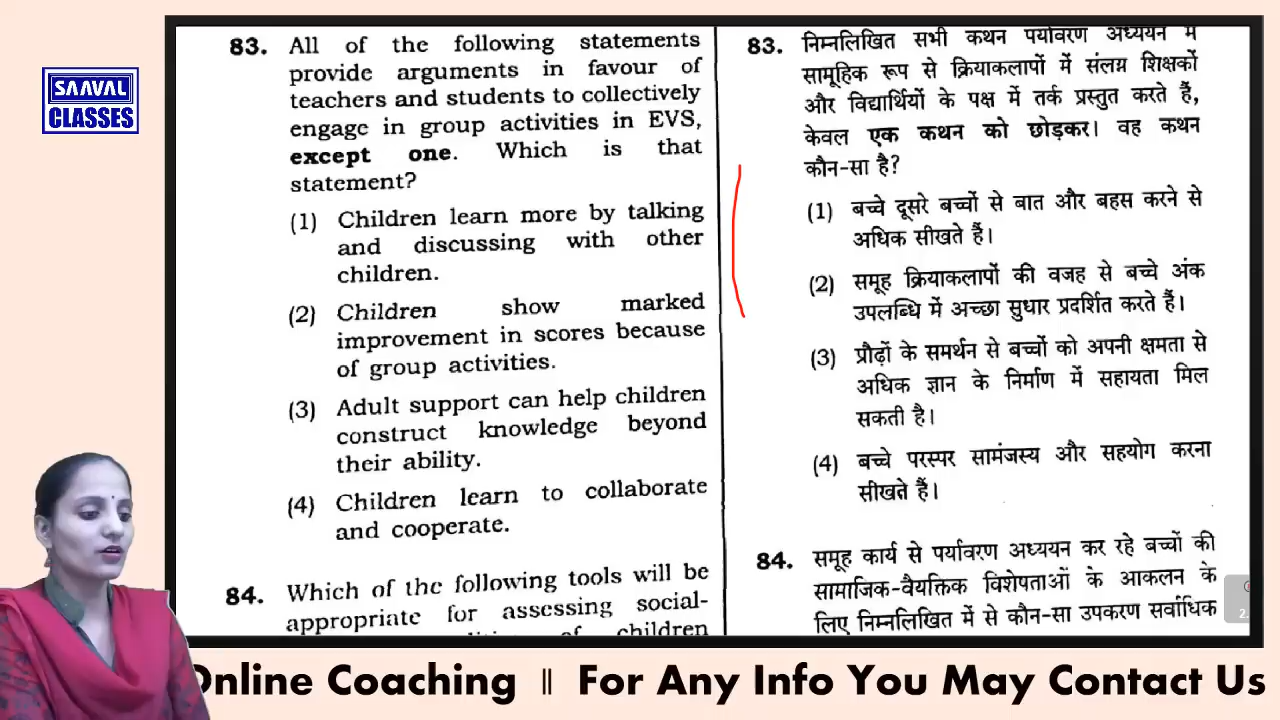 SAAVAL
CLASSES
83. All of the following statements
provide arguments in favour of
teachers and students to collectively
engage in group activities in EVS,
except one. Which is that
statement?
(1) Children learn more by talking
and discussing with other
children.
(2) Children show marked
improvement in scores because
of group activities.
(3) Adult support can help children
construct knowledge beyond
their ability.
(4) Children learn to collaborate
and cooperate.
84. Which of the following tools will be
appropriate for assessing social-
of children
83. निम्नलिखित सभी कथन पर्यावरण अध्ययन में
सामूहिक रूप से क्रियाकलापों में संलग्न शिक्षकों
और विद्यार्थियों के पक्ष में तर्क प्रस्तुत करते हैं,
केवल एक कथन को छोड़कर। वह कथन
कौन-सा है?
(1) बच्चे दूसरे बच्चों से बात और बहस करने से
अधिक सीखते हैं।
(2) समूह क्रियाकलापों की वजह से बच्चे अंक
उपलब्धि में अच्छा सुधार प्रदर्शित करते हैं।
(3) प्रौढ़ों के समर्थन से बच्चों को अपनी क्षमता से
अधिक ज्ञान के निर्माण में सहायता मिल
सकती है।
(4) बच्चे परस्पर सामंजस्य और सहयोग करना
सीखते हैं।
84. समूह कार्य से पर्यावरण अध्ययन कर रहे बच्चों की
सामाजिक-वैयक्तिक विशेषताओं के आकलन के
लिए निम्नलिखित में से कौन-सा उपकरण सर्वाधिक
Online Coaching || For Any Info You May Contact Us